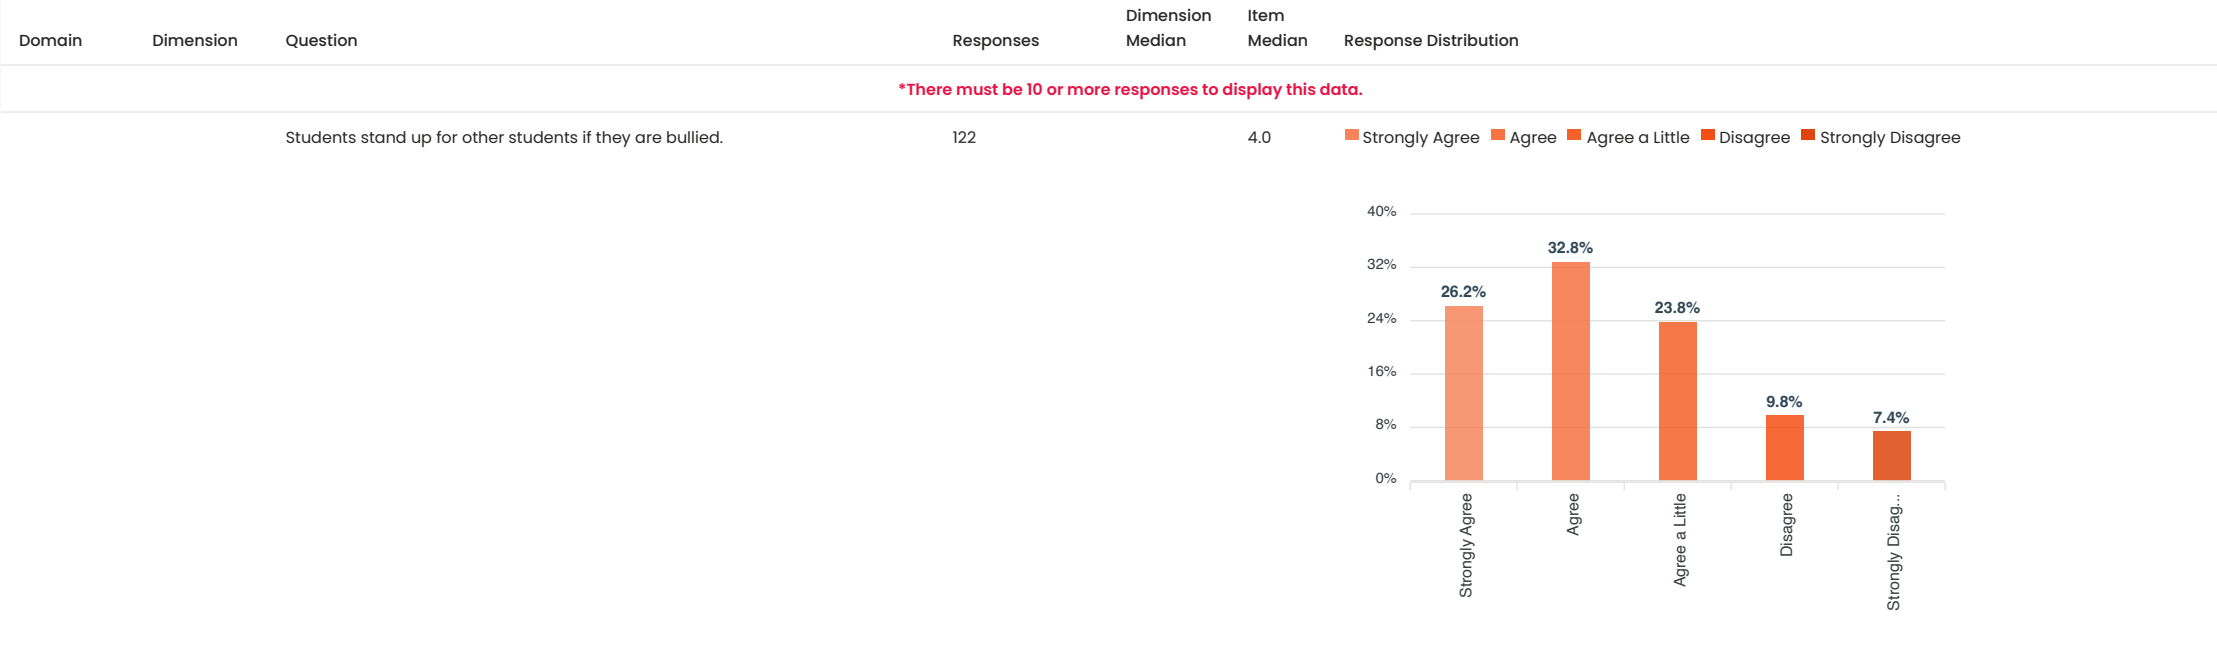 Domain Dimension Question Responses Dimension Median Item Median Response Distribution
*There must be 10 or more responses to display this data.
Students stand up for other students if they are bullied. 122 4.0 Strongly Agree Agree Agree a Little Disagree Strongly Disagree
40%
32%
24%
16%
8%
0%
26.2%
32.8%
23.8%
9.8%
7.4%
Strongly Agree
Agree
Agree a Little
Disagree
Strongly Disag...